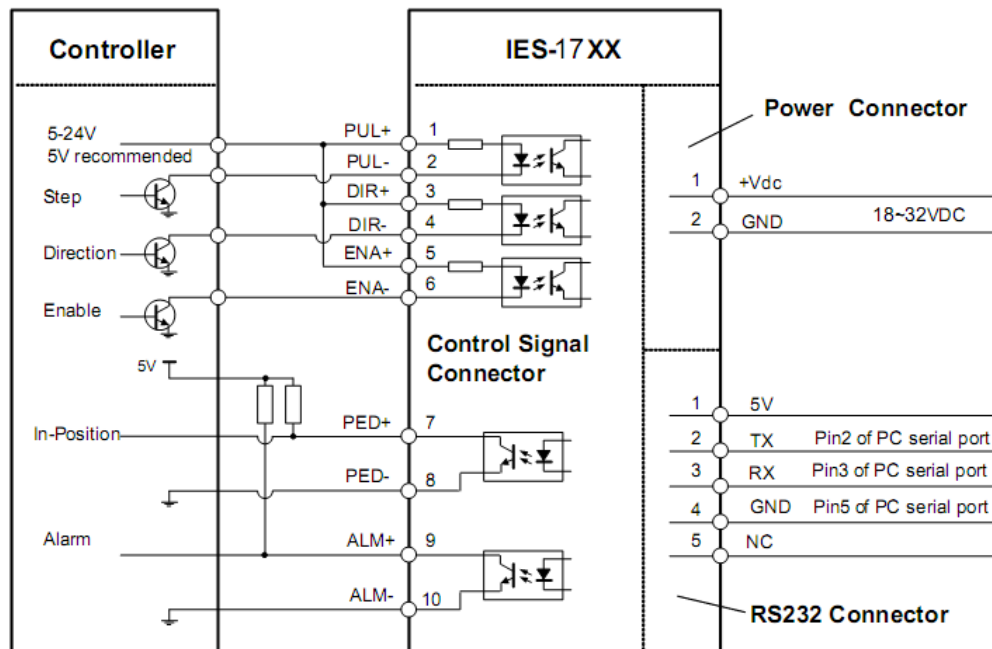 Controller
IES-17XX
5-24V
5V recommended
Step
Direction
Enable
5V
In-Position
Alarm
PUL+
1
PUL-
2
DIR+
3
DIR-
4
ENA+
5
ENA-
6
Control Signal
Connector
PED+
7
PED-
8
ALM+
9
ALM-
10
Power Connector
1
+Vdc
2
GND
18~32VDC
1
5V
2
TX
Pin2 of PC serial port
3
RX
Pin3 of PC serial port
4
GND
Pin5 of PC serial port
5
NC
RS232 Connector